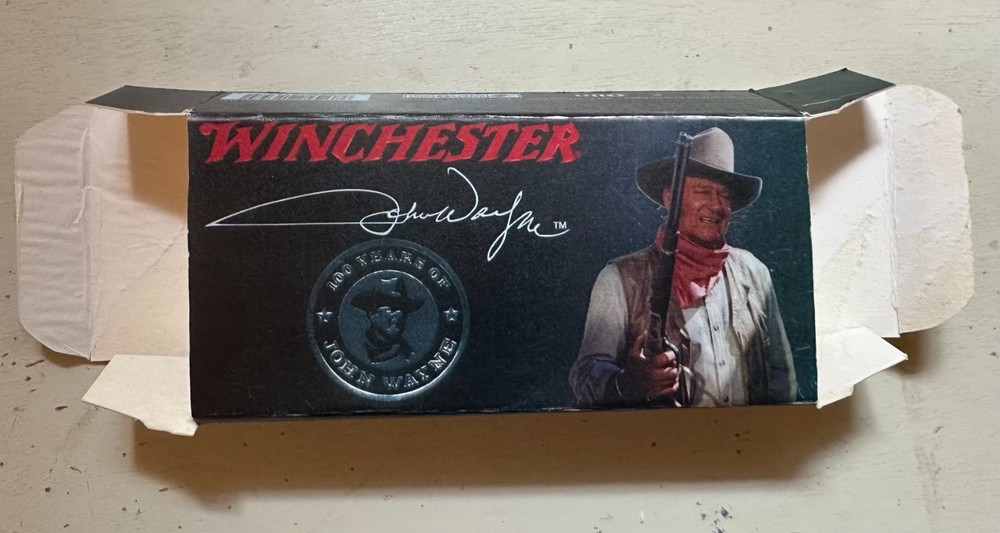 WINCHESTER
John Wayne™
100 YEARS OF
JOHN WAYNE